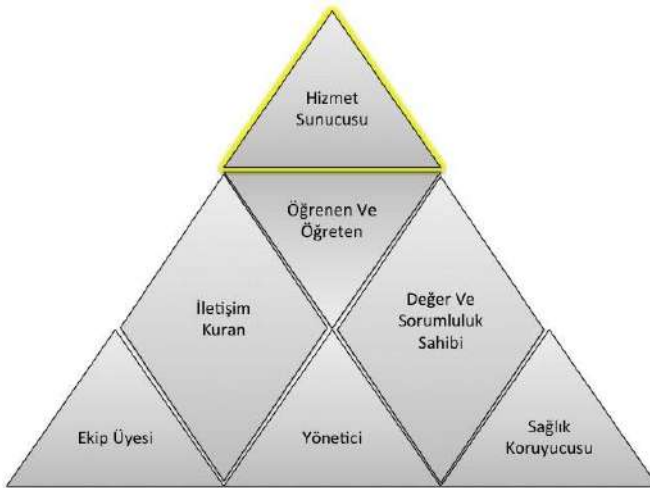 Hizmet
Sunucusu
Öğrenen Ve
Öğreten
İletişim
Kuran
Değer Ve
Sorumluluk
Sahibi
Ekip Üyesi
Yönetici
Sağlık
Koruyucusu